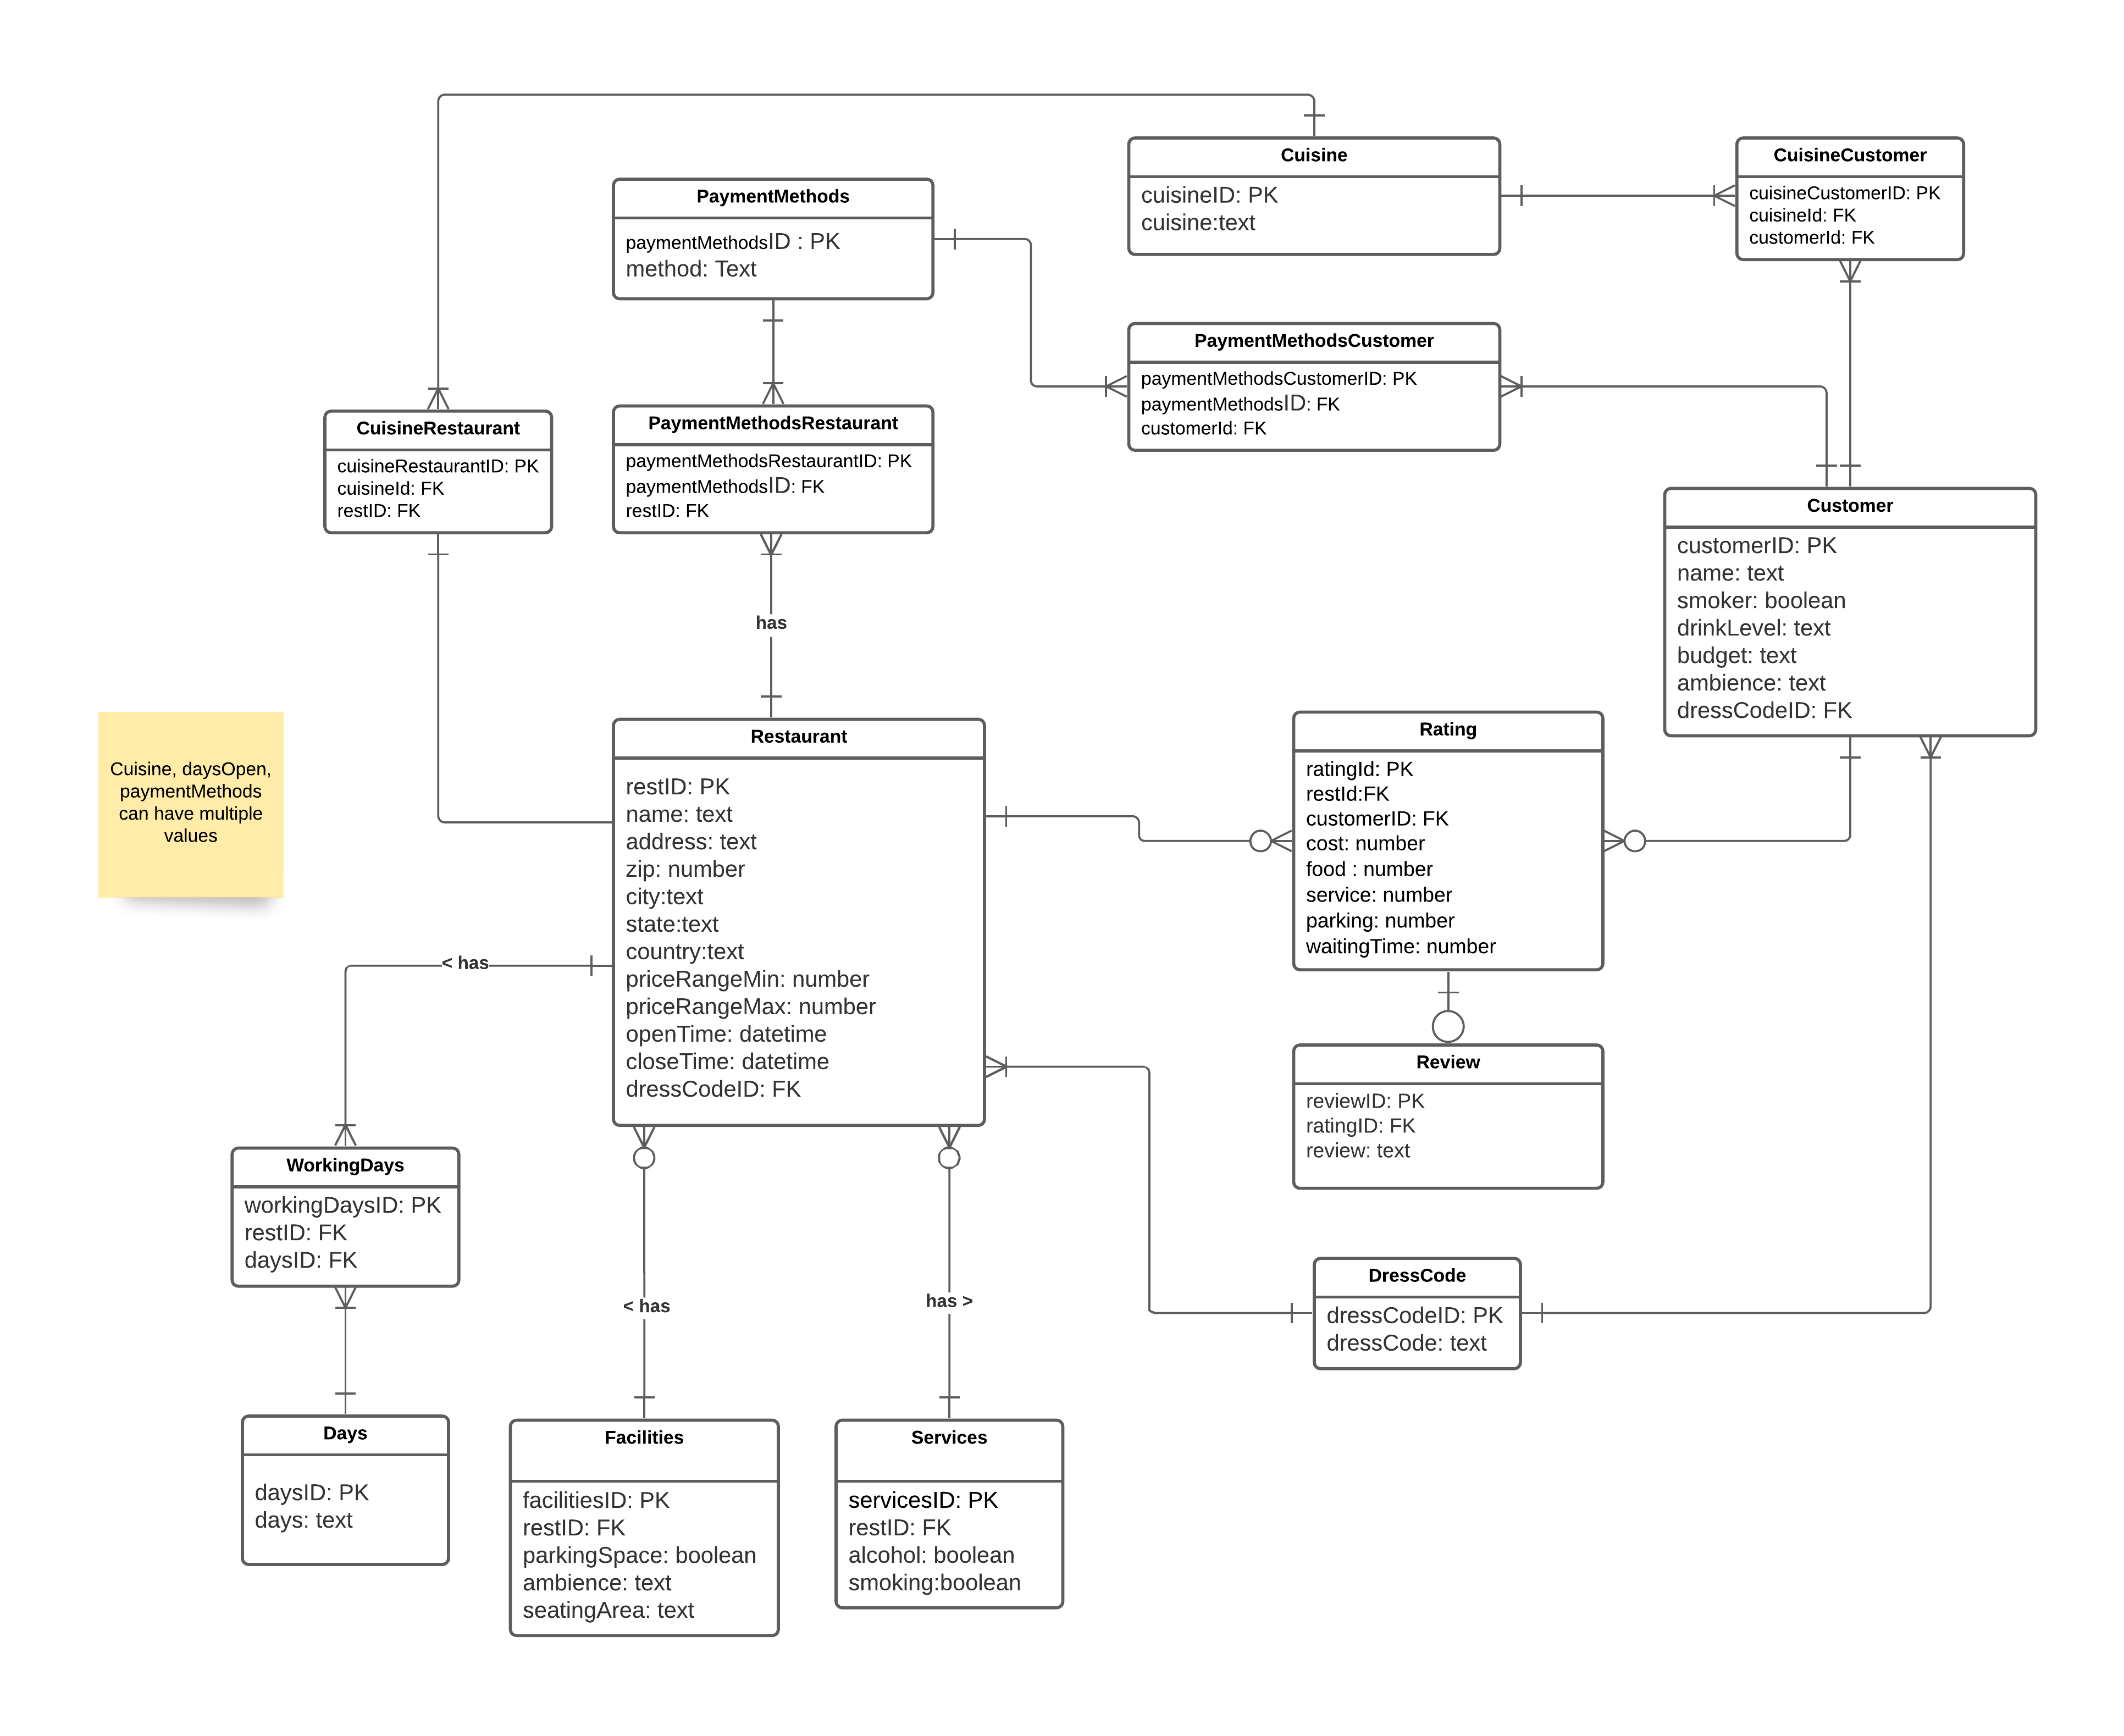 Cuisine
cuisineID: PK
cuisine:text
CuisineCustomer
cuisineCustomerID: PK
cuisineId: FK
customerId: FK
PaymentMethods
paymentMethodsID : PK
method: Text
PaymentMethodsCustomer
paymentMethodsCustomerID: PK
paymentMethodsID: FK
customerId: FK
CuisineRestaurant
cuisineRestaurantID: PK
cuisineId: FK
restID: FK
PaymentMethodsRestaurant
paymentMethodsRestaurantID: PK
paymentMethodsID: FK
restID: FK
has
Customer
customerID: PK
name: text
smoker: boolean
drinkLevel: text
budget: text
ambience: text
dressCodeID: FK
Cuisine, daysOpen,
paymentMethods
can have multiple
values
Restaurant
restID: PK
name: text
address: text
zip: number
city:text
state:text
country:text
priceRangeMin: number
priceRangeMax: number
openTime: datetime
closeTime: datetime
dressCodeID: FK
Rating
ratingId: PK
restId:FK
customerID: FK
cost: number
food : number
service: number
parking: number
waitingTime: number
< has
Review
reviewID: PK
ratingID: FK
review: text
WorkingDays
workingDaysID: PK
restID: FK
daysID: FK
< has
has >
DressCode
dressCodeID: PK
dressCode: text
Days
daysID: PK
days: text
Facilities
facilitiesID: PK
restID: FK
parkingSpace: boolean
ambience: text
seatingArea: text
Services
servicesID: PK
restID: FK
alcohol: boolean
smoking:boolean